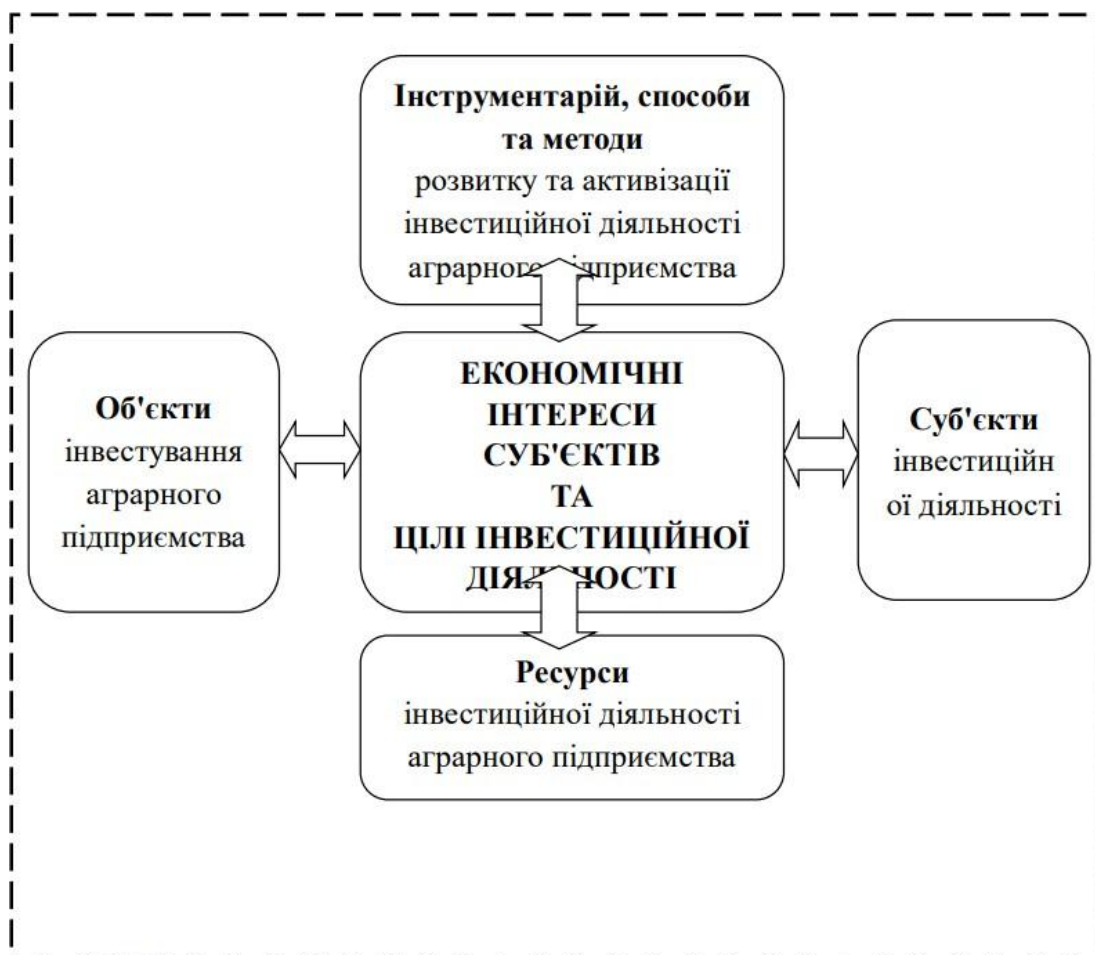 Інструментарій, способи
та методи
розвитку та активізації
інвестиційної діяльності
аграрного підприємства
Об'єкти
інвестування
аграрного
підприємства
ЕКОНОМІЧНІ
ІНТЕРЕСИ
СУБ'ЄКТІВ
ТА
ЦІЛІ ІНВЕСТИЦІЙНОЇ
ДІЯЛЬНОСТІ
Суб'єкти
інвестиційн
ої діяльності
Ресурси
інвестиційної діяльності
аграрного підприємства